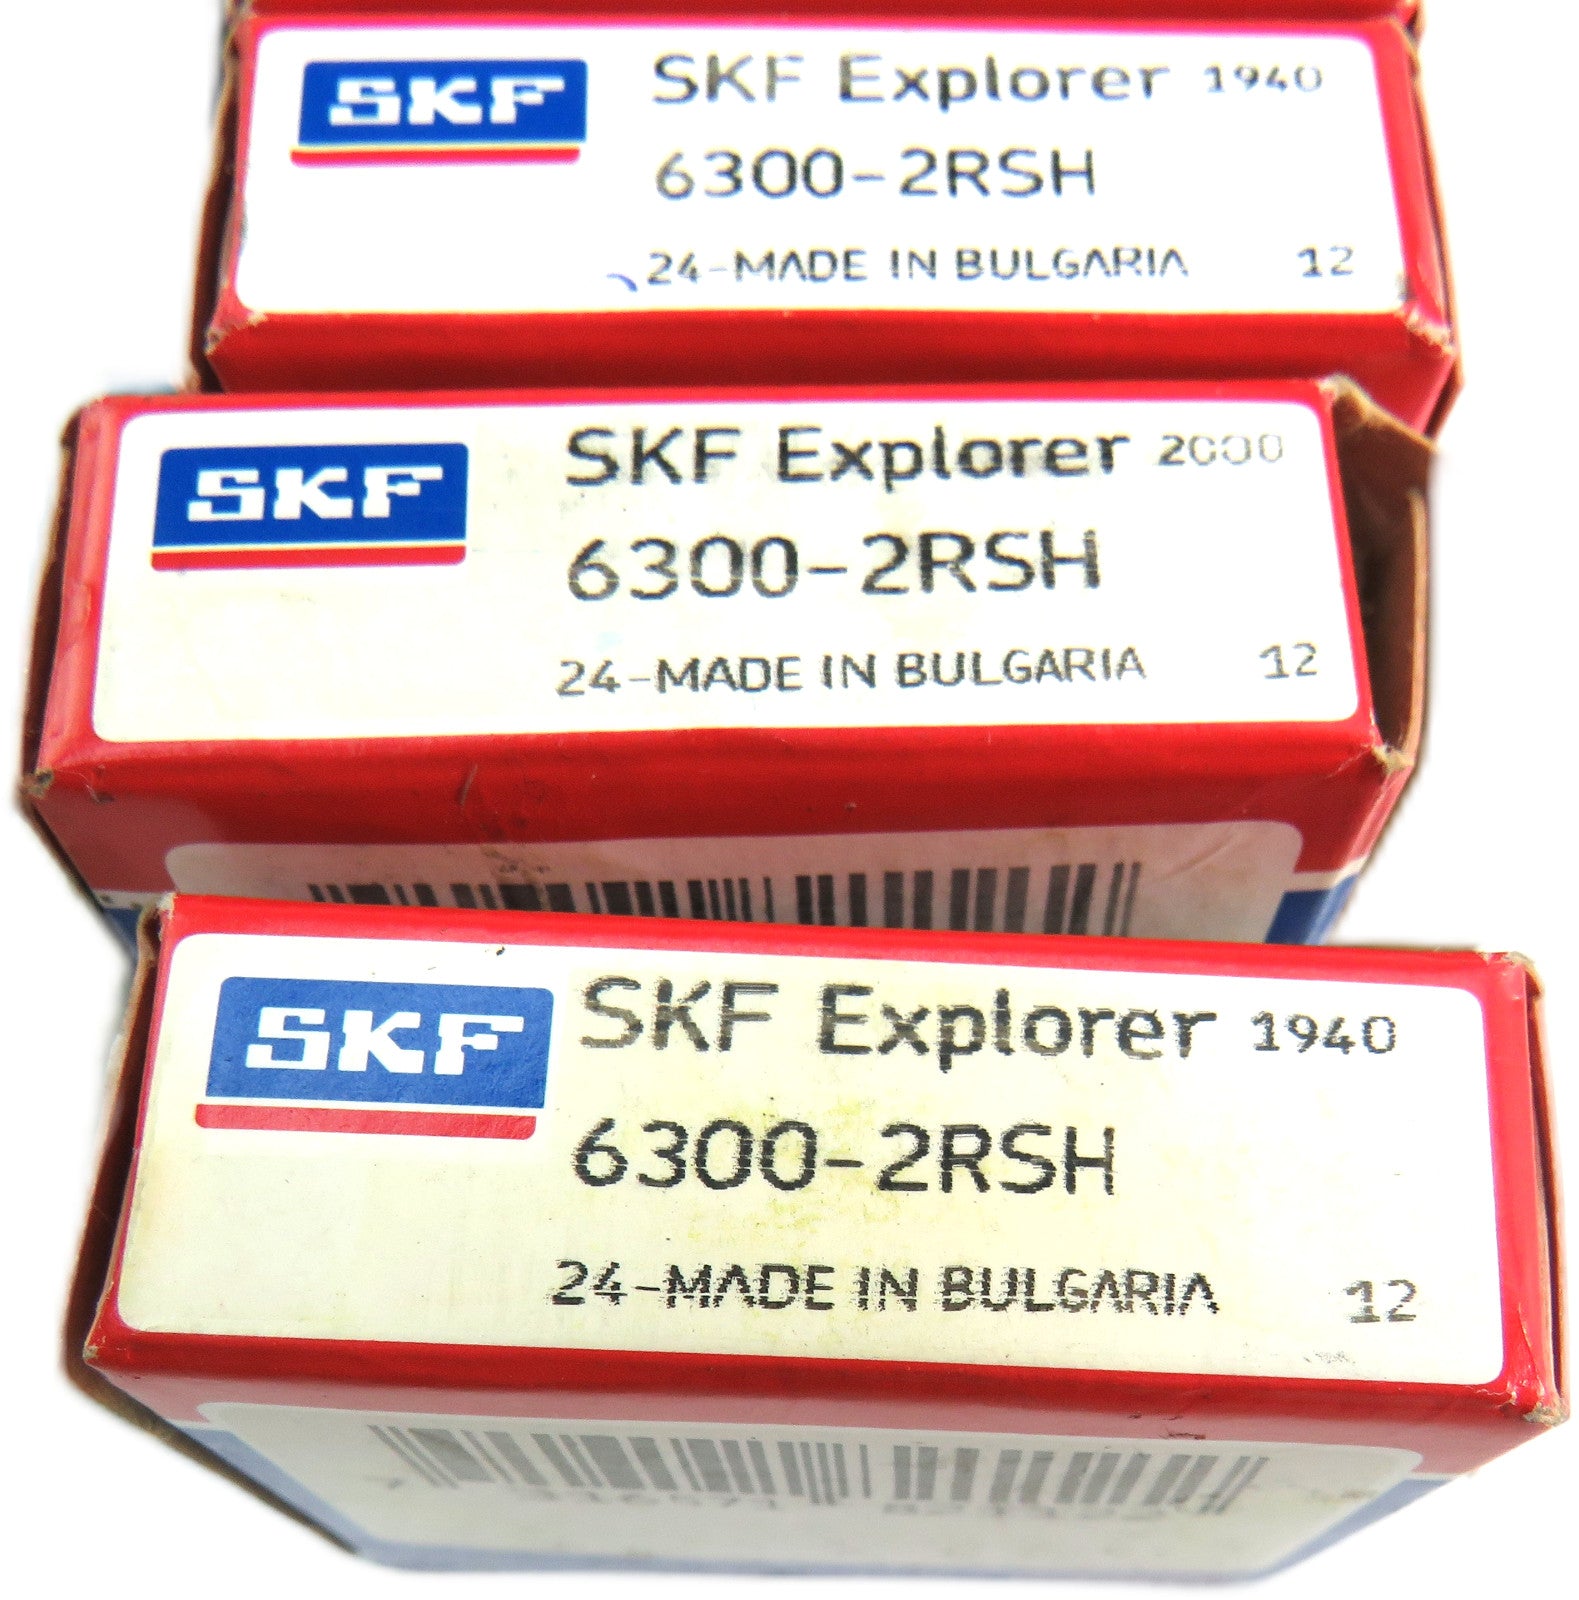 SKF SKF Explorer 1940
6300-2RSH
24-MADE IN BULGARIA 12
SKF SKF Explorer 2000
6300-2RSH
24-MADE IN BULGARIA 12
SKF SKF Explorer 1940
6300-2RSH
24-MADE IN BULGARIA 12